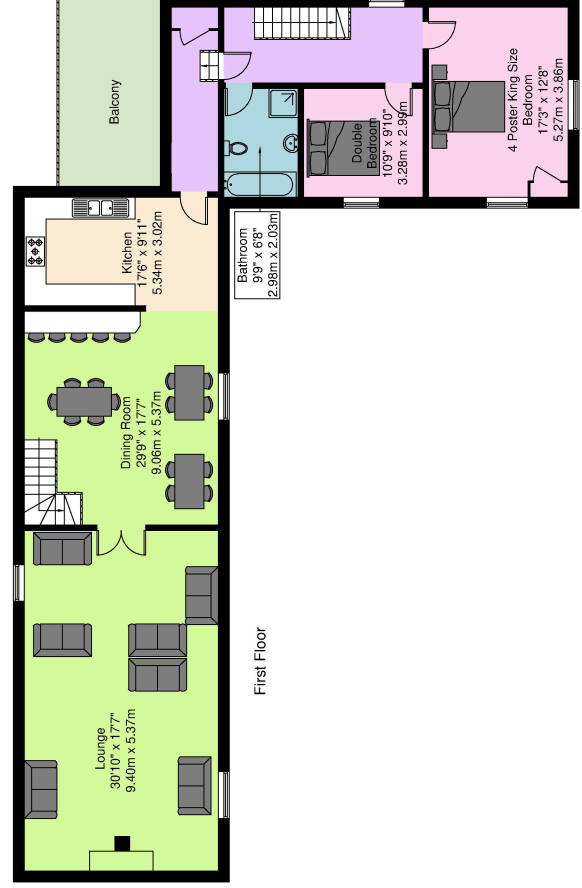 Balcony
4 Poster King Size
Bedroom
17'3" x 12'8"
5.27m x 3.86m
Double
Bedroom
10'9" x 9'10"
3.28m x 2.99m
Bathroom
9'9" x 6'8"
2.98m x 2.03m
Kitchen
17'6" x 9'11"
5.34m x 3.02m
Dining Room
29'9" x 17'7"
9.06m x 5.37m
Lounge
30'10" x 17'7"
9.40m x 5.37m
First Floor